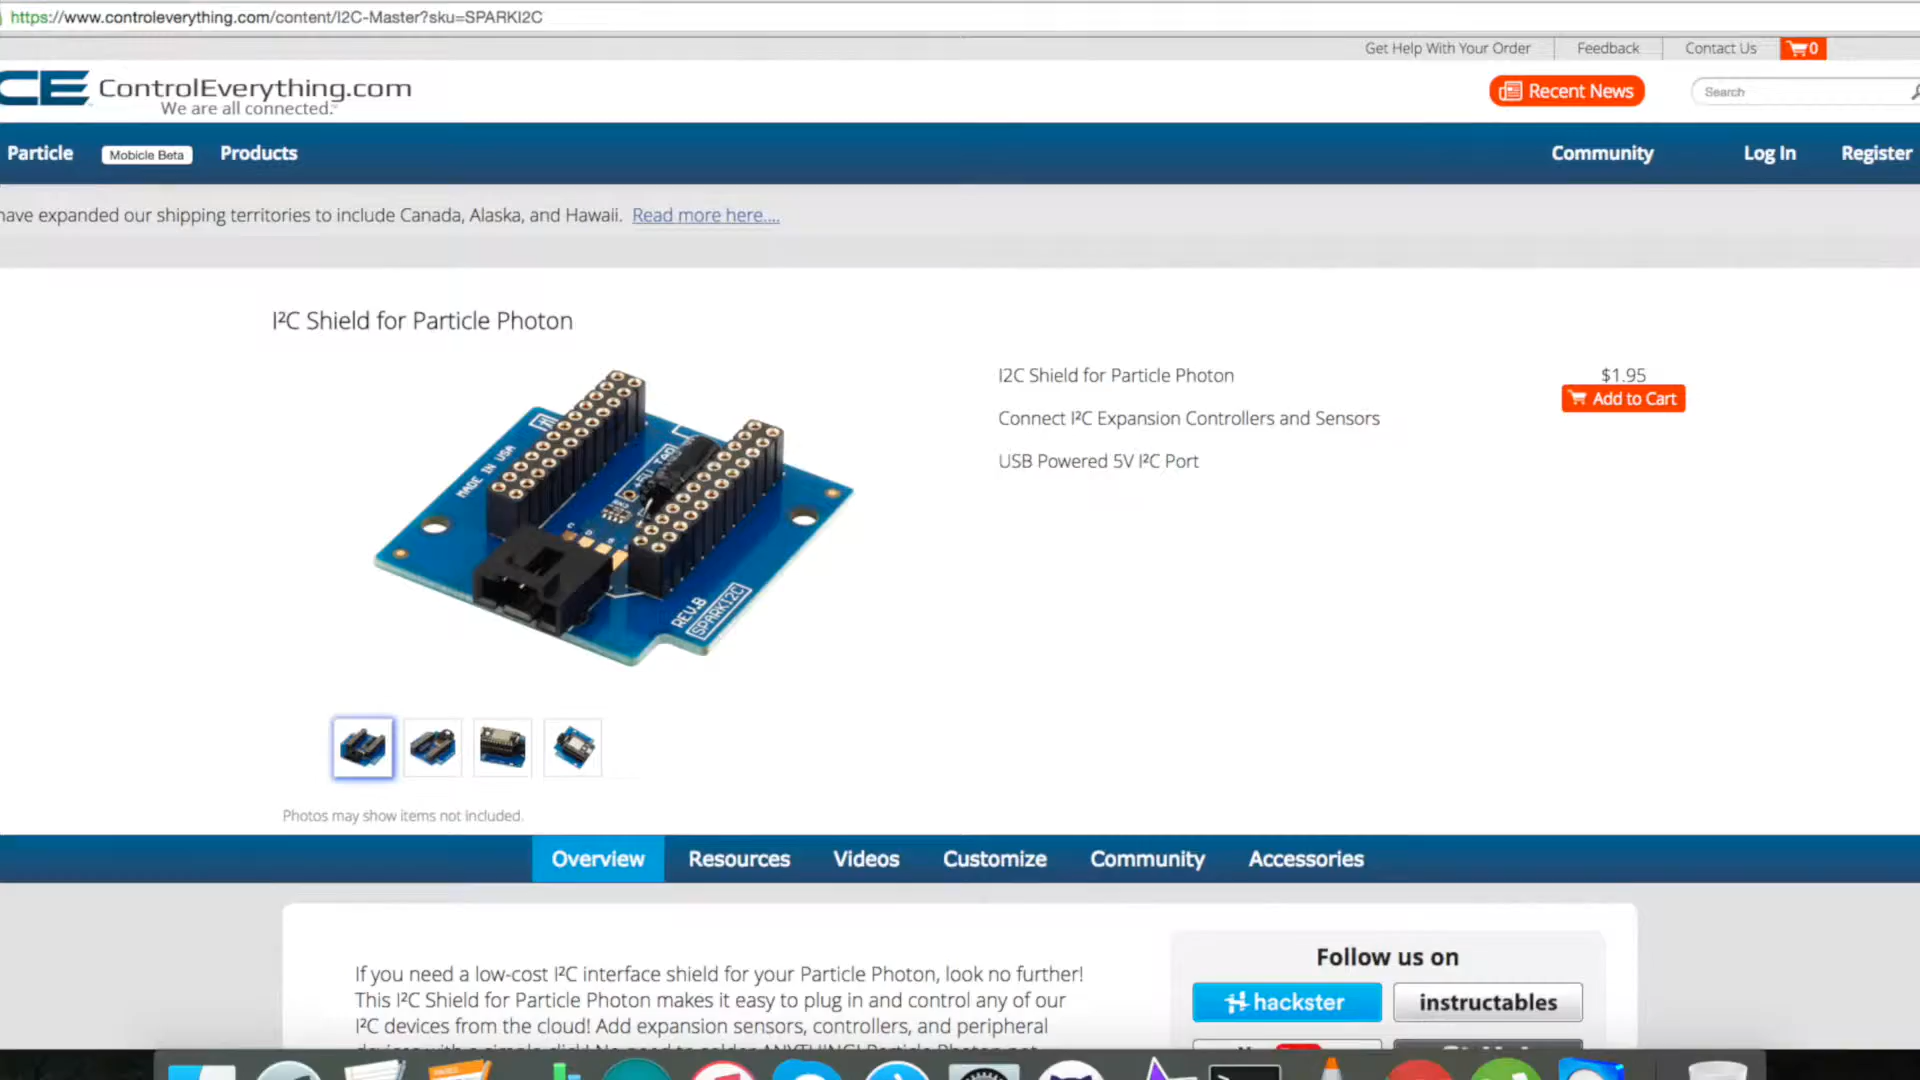 https://www.controleverything.com/content/I2C-Master?sku=SPARKI2C
Get Help With Your Order
Feedback
Contact Us
0
CE
ControlEverything.com
We are all connected.
Recent News
Search
Particle
Mobicle Beta
Products
Community
Log In
Register
have expanded our shipping territories to include Canada, Alaska, and Hawaii. Read more here....
I²C Shield for Particle Photon
I2C Shield for Particle Photon
$1.95
Add to Cart
Connect I²C Expansion Controllers and Sensors
USB Powered 5V I²C Port
MADE IN USA
REV.B
SPARKI2C
Photos may show items not included.
Overview
Resources
Videos
Customize
Community
Accessories
If you need a low-cost I²C interface shield for your Particle Photon, look no further!
This I²C Shield for Particle Photon makes it easy to plug in and control any of our
I²C devices from the cloud! Add expansion sensors, controllers, and peripheral
Follow us on
hackster
instructables